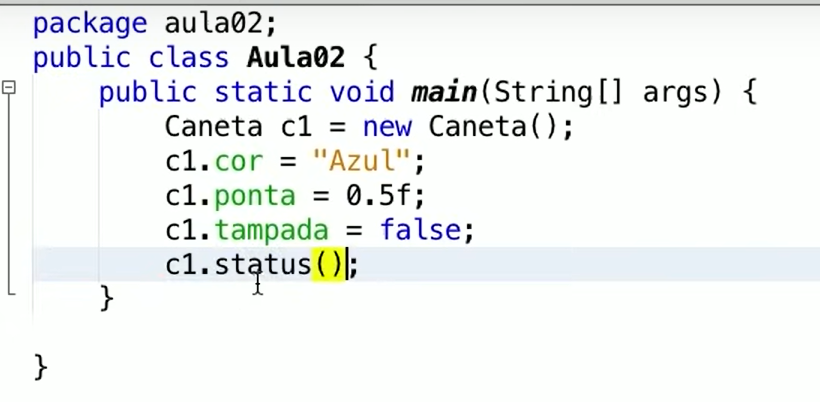 package aula02;
public class Aula02 {
    public static void main(String[] args) {
        Caneta c1 = new Caneta();
        c1.cor = "Azul";
        c1.ponta = 0.5f;
        c1.tampada = false;
        c1.status();
    }
}